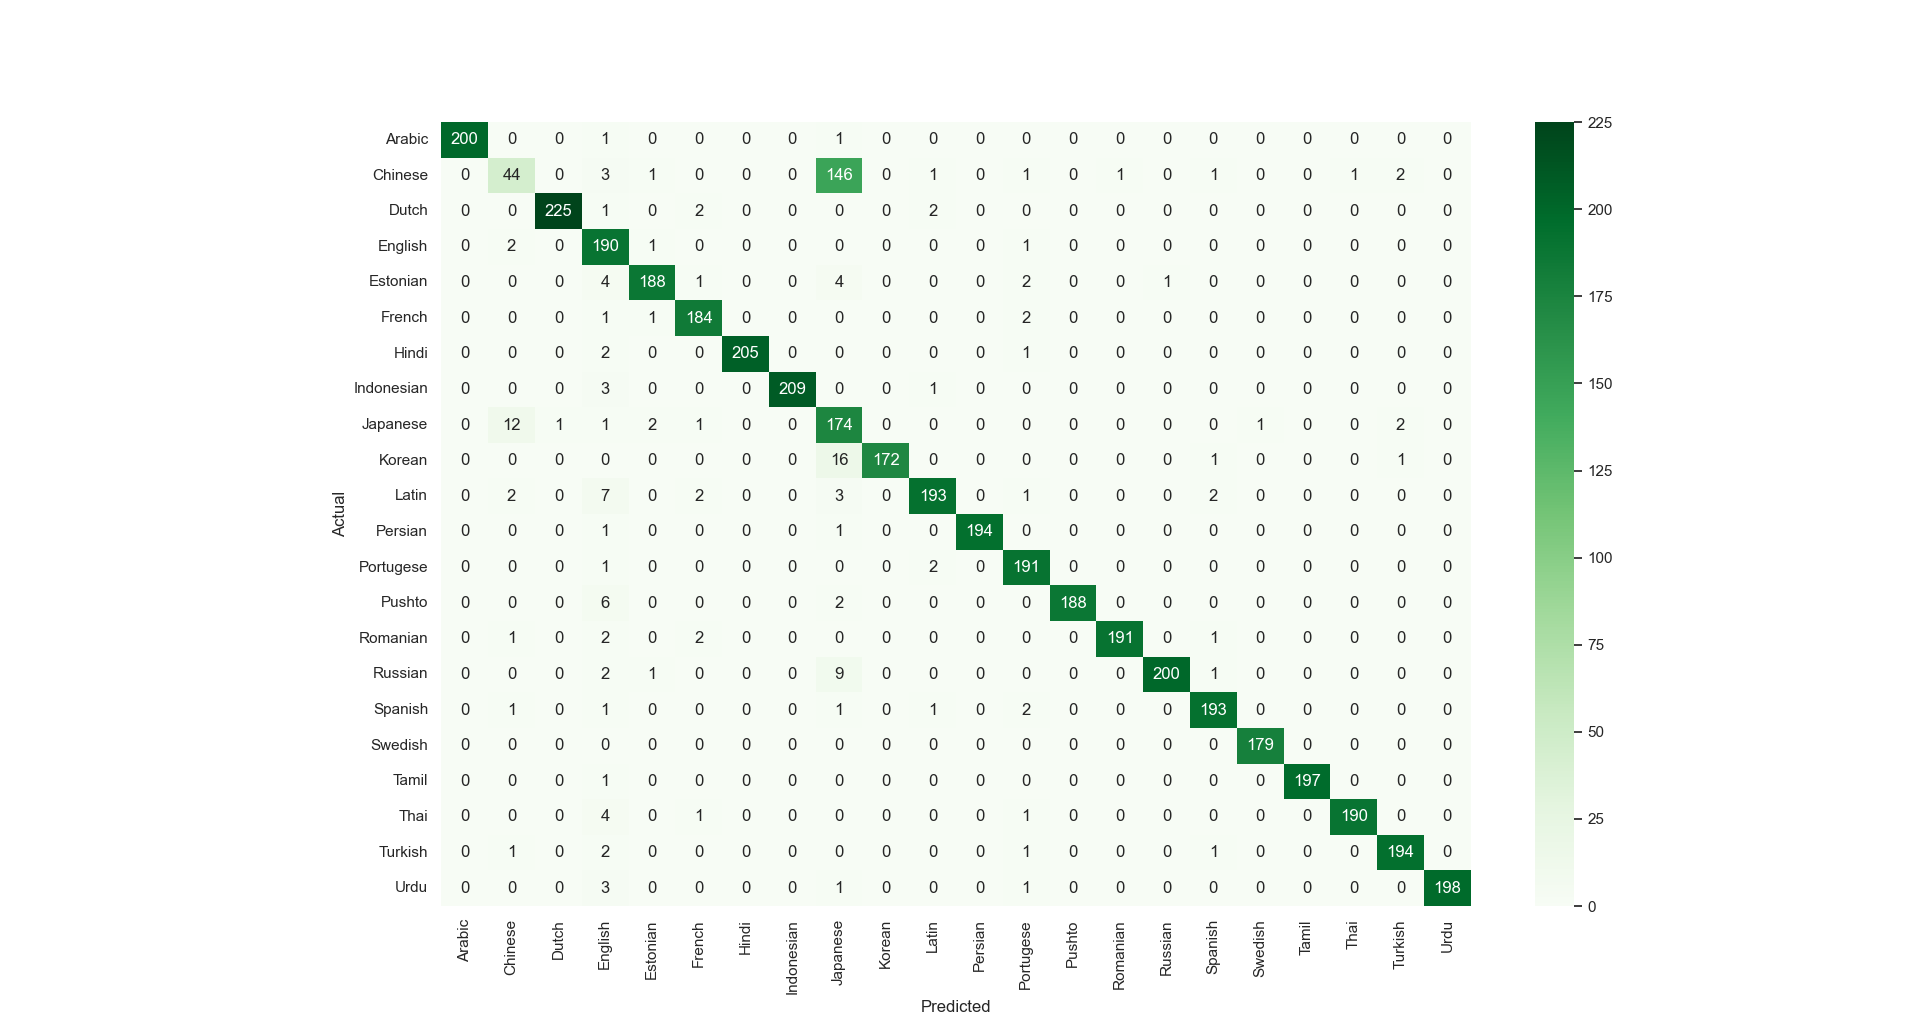 Arabic 200 0 0 1 0 0 0 0 1 0 0 0 0 0 0 0 0 0 0 0 0 0 225
Chinese 0 44 0 3 1 0 0 0 146 0 1 0 1 0 1 0 1 0 0 1 2 0
Dutch 0 0 225 1 0 2 0 0 0 0 2 0 0 0 0 0 0 0 0 0 0 0 200
English 0 2 0 190 1 0 0 0 0 0 0 0 1 0 0 0 0 0 0 0 0 0
Estonian 0 0 0 4 188 1 0 0 4 0 0 0 2 0 0 1 0 0 0 0 0 0 175
French 0 0 0 1 1 184 0 0 0 0 0 0 2 0 0 0 0 0 0 0 0 0
Hindi 0 0 0 2 0 0 205 0 0 0 0 0 1 0 0 0 0 0 0 0 0 0
Indonesian 0 0 0 3 0 0 0 209 0 0 1 0 0 0 0 0 0 0 0 0 0 0 150
Japanese 0 12 1 1 2 1 0 0 174 0 0 0 0 0 0 0 0 1 0 0 2 0
Korean 0 0 0 0 0 0 0 0 16 172 0 0 0 0 0 0 1 0 0 0 1 0 125
Latin 0 2 0 7 0 2 0 0 3 0 193 0 1 0 0 0 2 0 0 0 0 0
Actual
Persian 0 0 0 1 0 0 0 0 1 0 0 194 0 0 0 0 0 0 0 0 0 0
100
Portugese 0 0 0 1 0 0 0 0 0 0 2 0 191 0 0 0 0 0 0 0 0 0
Pushto 0 0 0 6 0 0 0 0 2 0 0 0 0 188 0 0 0 0 0 0 0 0
Romanian 0 1 0 2 0 2 0 0 0 0 0 0 0 0 191 0 1 0 0 0 0 0 75
Russian 0 0 0 2 1 0 0 0 9 0 0 0 0 0 0 200 1 0 0 0 0 0
Spanish 0 1 0 1 0 0 0 0 1 0 1 0 2 0 0 0 193 0 0 0 0 0
50
Swedish 0 0 0 0 0 0 0 0 0 0 0 0 0 0 0 0 0 179 0 0 0 0
Tamil 0 0 0 1 0 0 0 0 0 0 0 0 0 0 0 0 0 0 197 0 0 0
Thai 0 0 0 4 0 1 0 0 0 0 0 0 1 0 0 0 0 0 0 190 0 0 25
Turkish 0 1 0 2 0 0 0 0 0 0 0 0 1 0 0 0 1 0 0 0 194 0
Urdu 0 0 0 3 0 0 0 0 1 0 0 0 1 0 0 0 0 0 0 0 0 198
0
Arabic Chinese Dutch English Estonian French Hindi Indonesian Japanese Korean Latin Persian Portugese Pushto Romanian Russian Spanish Swedish Tamil Thai Turkish Urdu
Predicted